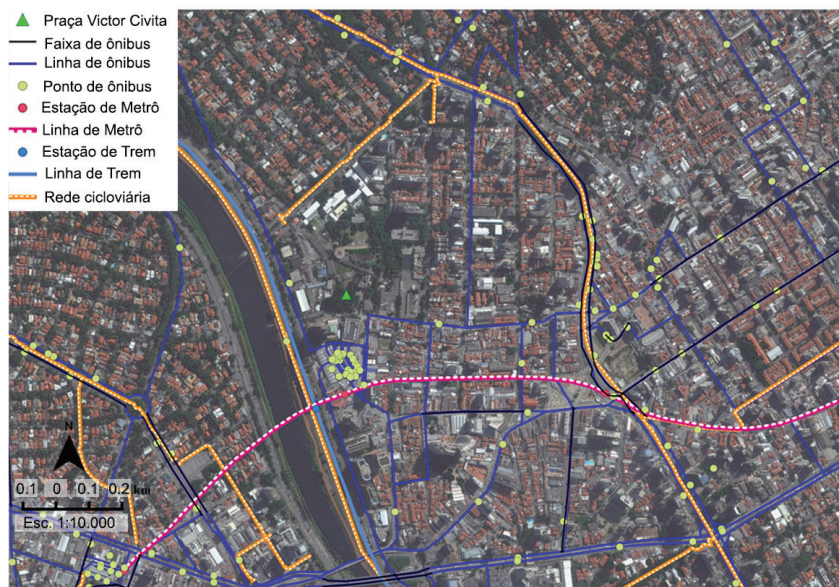 Praça Victor Civita
Faixa de ônibus
Linha de ônibus
Ponto de ônibus
Estação de Metrô
Linha de Metrô
Estação de Trem
Linha de Trem
Rede cicloviária
N
0.1 0 0.1 0.2 km
Esc. 1:10.000